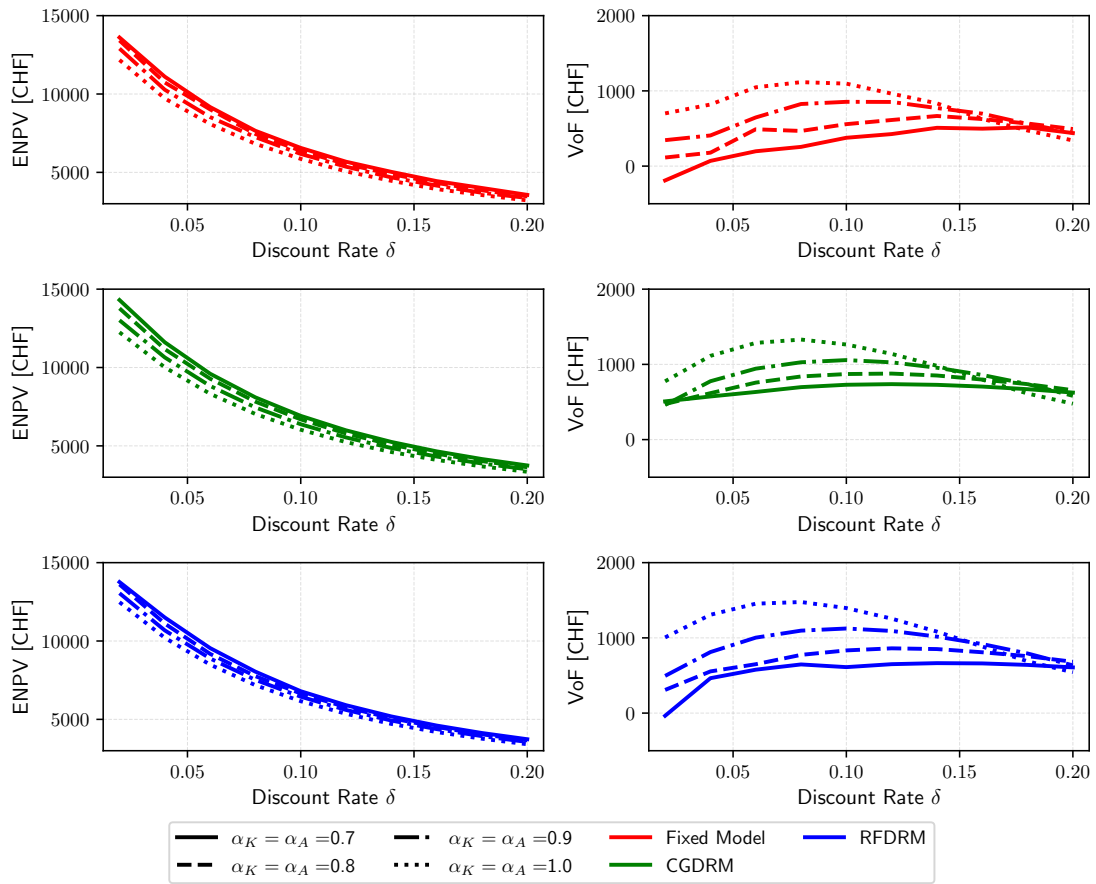 15000
10000
5000
ENPV [CHF]
0.05 0.10 0.15 0.20
Discount Rate δ
2000
1000
0
VoF [CHF]
0.05 0.10 0.15 0.20
Discount Rate δ
15000
10000
5000
ENPV [CHF]
0.05 0.10 0.15 0.20
Discount Rate δ
2000
1000
0
VoF [CHF]
0.05 0.10 0.15 0.20
Discount Rate δ
15000
10000
5000
ENPV [CHF]
0.05 0.10 0.15 0.20
Discount Rate δ
2000
1000
0
VoF [CHF]
0.05 0.10 0.15 0.20
Discount Rate δ
α_K = α_A =0.7 α_K = α_A =0.9 Fixed Model RFDRM
α_K = α_A =0.8 α_K = α_A =1.0 CGDRM